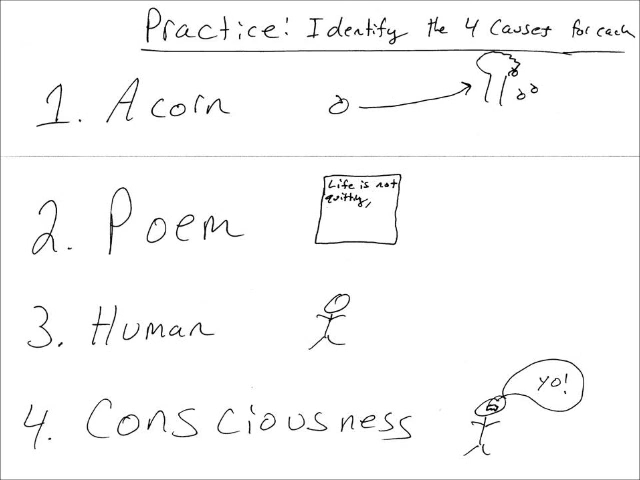 Practice: Identify the 4 Causes for each
1. Acorn
2. Poem
Life is not
quitting,
3. Human
4. Consciousness
YO!